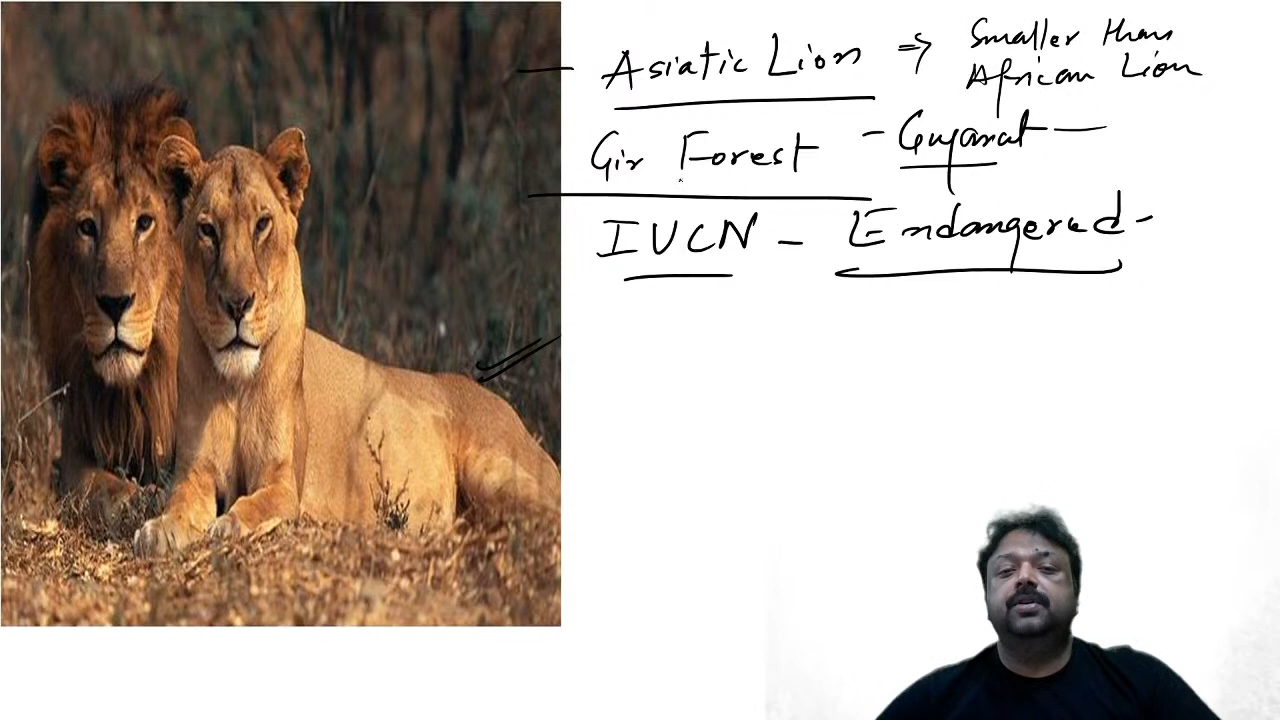 — Asiatic Lion ⇒ Smaller than
African Lion
Gir Forest - Gujarat —
IUCN - Endangered -